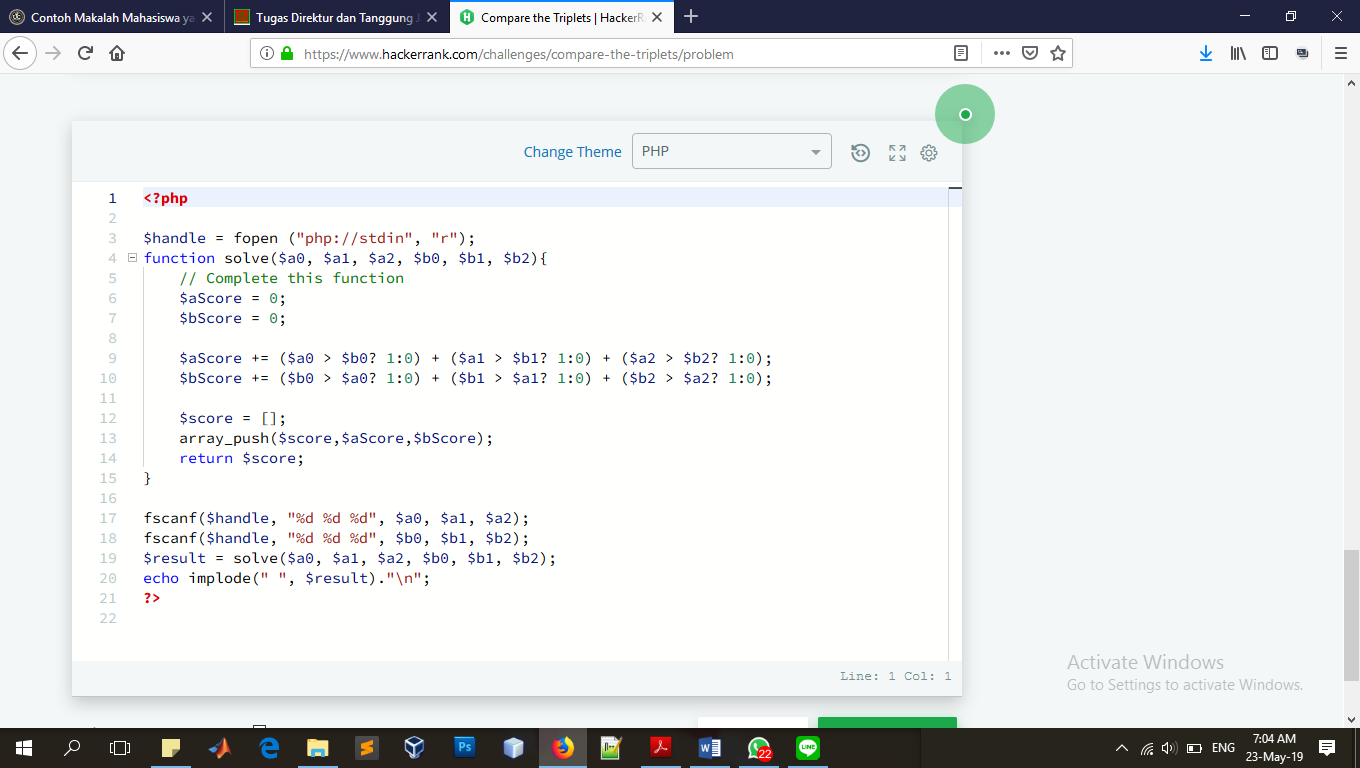 Contoh Makalah Mahasiswa ya
Tugas Direktur dan Tanggung J
Compare the Triplets | HackerR
https://www.hackerrank.com/challenges/compare-the-triplets/problem
Change Theme PHP
1 <?php
2
3 $handle = fopen ("php://stdin", "r");
4 function solve($a0, $a1, $a2, $b0, $b1, $b2){
5 // Complete this function
6 $aScore = 0;
7 $bScore = 0;
8
9 $aScore += ($a0 > $b0? 1:0) + ($a1 > $b1? 1:0) + ($a2 > $b2? 1:0);
10 $bScore += ($b0 > $a0? 1:0) + ($b1 > $a1? 1:0) + ($b2 > $a2? 1:0);
11
12 $score = [];
13 array_push($score,$aScore,$bScore);
14 return $score;
15 }
16
17 fscanf($handle, "%d %d %d", $a0, $a1, $a2);
18 fscanf($handle, "%d %d %d", $b0, $b1, $b2);
19 $result = solve($a0, $a1, $a2, $b0, $b1, $b2);
20 echo implode(" ", $result)."\n";
21 ?>
22
Line: 1 Col: 1
Activate Windows
Go to Settings to activate Windows.
Ps
22
LINE
ENG
7:04 AM
23-May-19